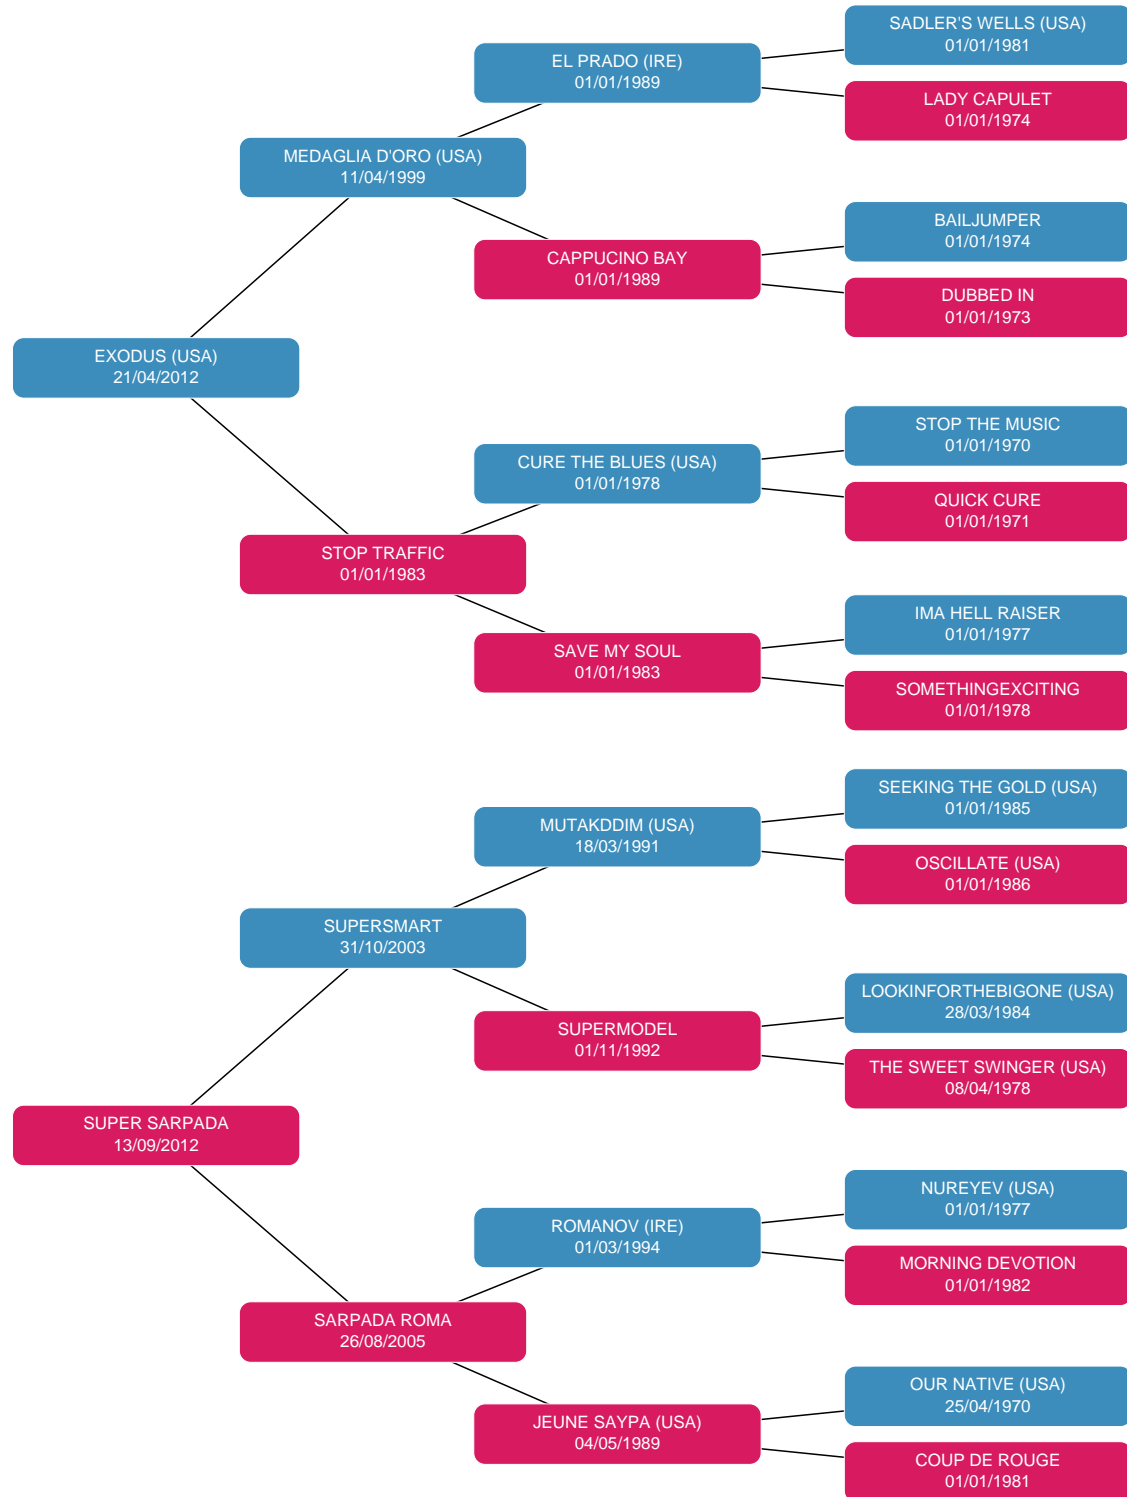 SADLER'S WELLS (USA)
01/01/1981
EL PRADO (IRE)
01/01/1989
LADY CAPULET
01/01/1974
MEDAGLIA D'ORO (USA)
11/04/1999
BAILJUMPER
01/01/1974
CAPPUCINO BAY
01/01/1989
DUBBED IN
01/01/1973
EXODUS (USA)
21/04/2012
STOP THE MUSIC
01/01/1970
CURE THE BLUES (USA)
01/01/1978
QUICK CURE
01/01/1971
STOP TRAFFIC
01/01/1983
IMA HELL RAISER
01/01/1977
SAVE MY SOUL
01/01/1983
SOMETHINGEXCITING
01/01/1978
SEEKING THE GOLD (USA)
01/01/1985
MUTAKDDIM (USA)
18/03/1991
OSCILLATE (USA)
01/01/1986
SUPERSMART
31/10/2003
LOOKINFORTHEBIGONE (USA)
28/03/1984
SUPERMODEL
01/11/1992
THE SWEET SWINGER (USA)
08/04/1978
SUPER SARPADA
13/09/2012
NUREYEV (USA)
01/01/1977
ROMANOV (IRE)
01/03/1994
MORNING DEVOTION
01/01/1982
SARPADA ROMA
26/08/2005
OUR NATIVE (USA)
25/04/1970
JEUNE SAYPA (USA)
04/05/1989
COUP DE ROUGE
01/01/1981